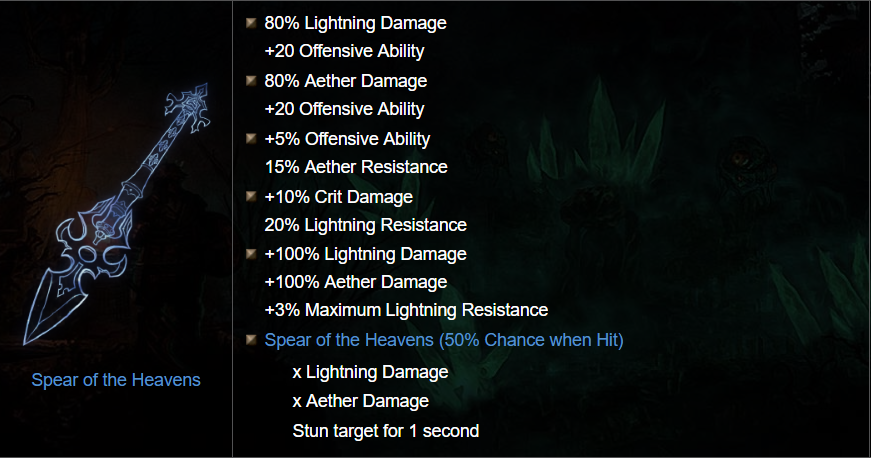 80% Lightning Damage
+20 Offensive Ability
80% Aether Damage
+20 Offensive Ability
+5% Offensive Ability
15% Aether Resistance
+10% Crit Damage
20% Lightning Resistance
+100% Lightning Damage
+100% Aether Damage
+3% Maximum Lightning Resistance
Spear of the Heavens (50% Chance when Hit)
x Lightning Damage
x Aether Damage
Stun target for 1 second
Spear of the Heavens